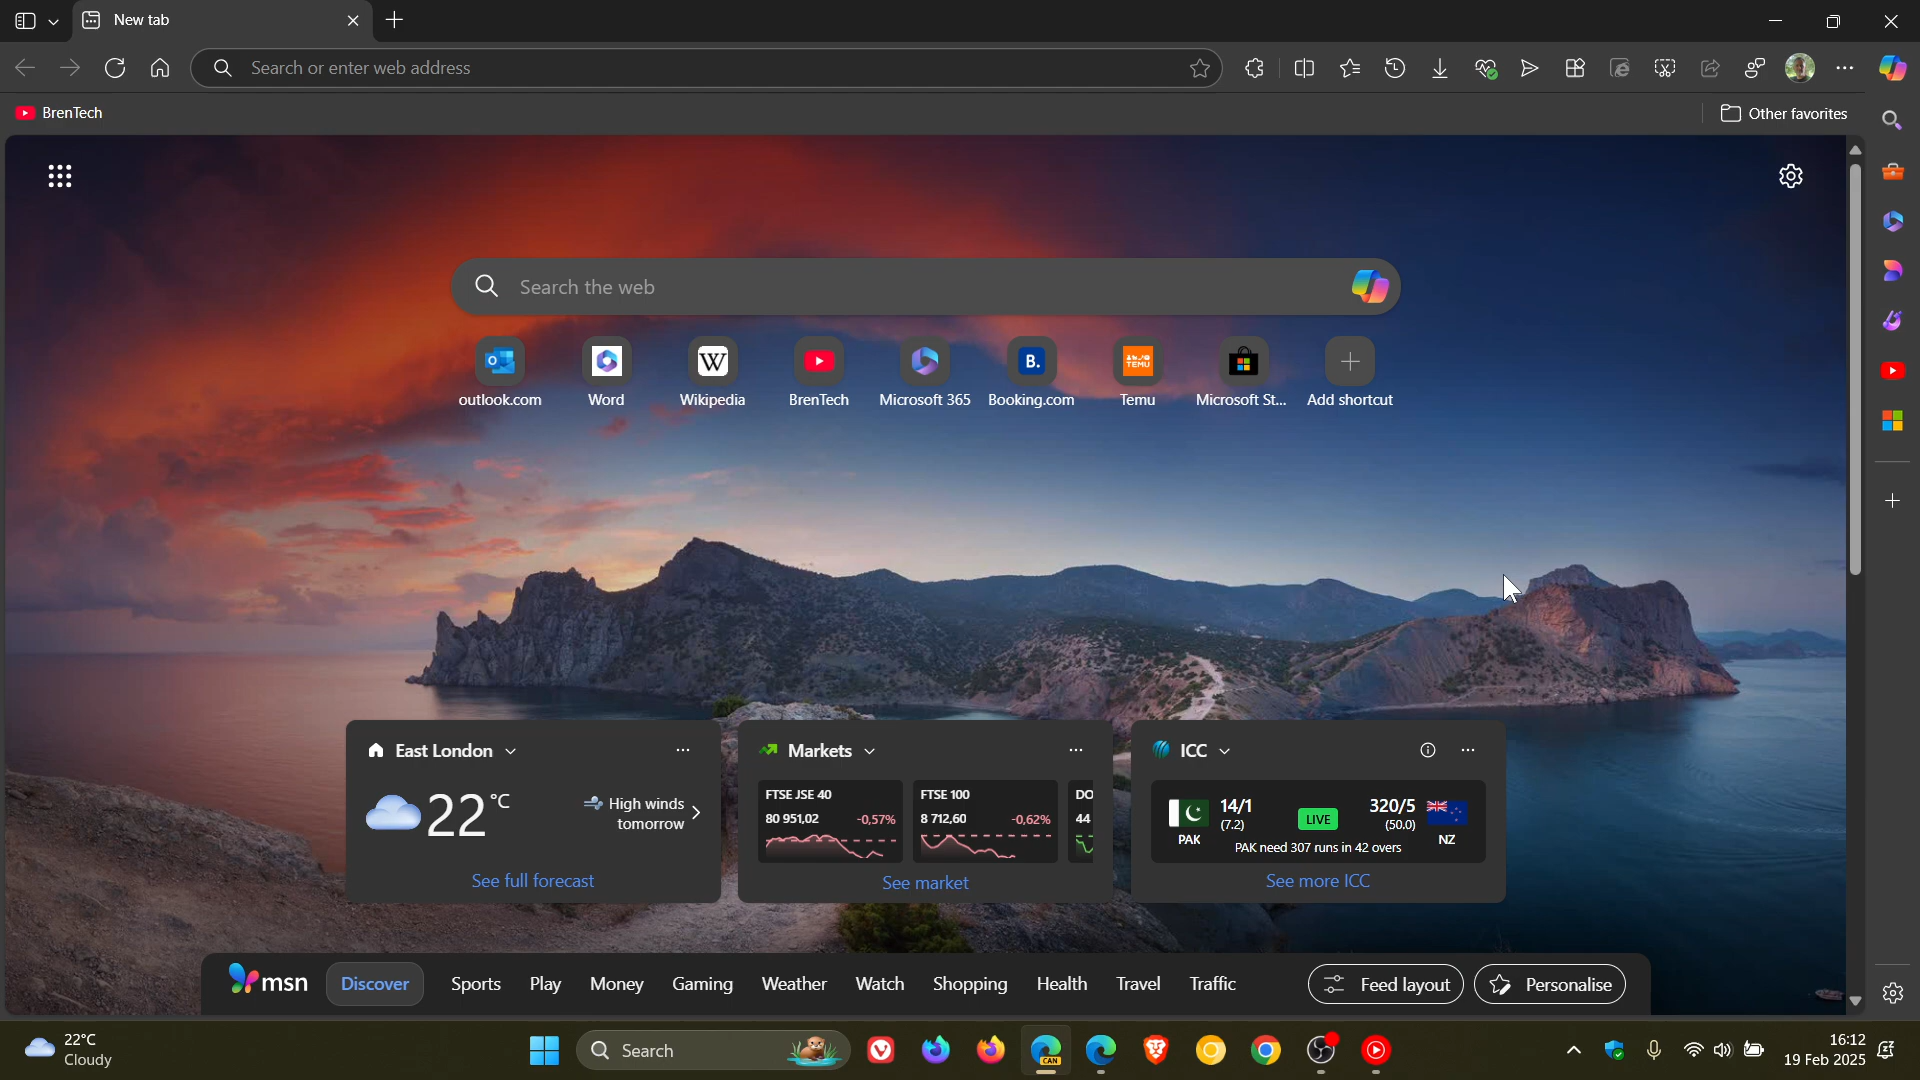 New tab
Search or enter web address
BrenTech
Other favorites
Search the web
outlook.com
Word
Wikipedia
BrenTech
Microsoft 365
Booking.com
Temu
Microsoft St...
Add shortcut
East London
22°C
High winds
tomorrow
See full forecast
Markets
FTSE JSE 40
80 951,02 -0,57%
FTSE 100
8 712,60 -0,62%
DO
44
See market
ICC
14/1
(7.2)
PAK
LIVE
320/5
(50.0)
NZ
PAK need 307 runs in 42 overs
See more ICC
msn
Discover
Sports
Play
Money
Gaming
Weather
Watch
Shopping
Health
Travel
Traffic
Feed layout
Personalise
22°C
Cloudy
Search
CAN
16:12
19 Feb 2025